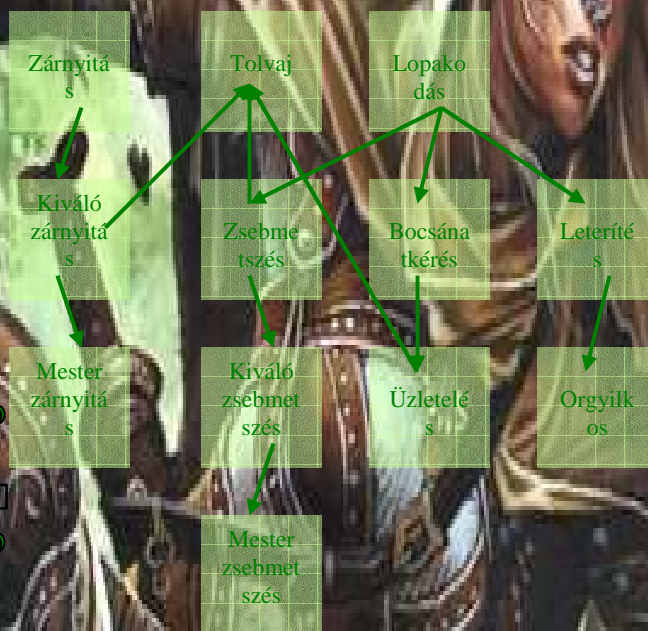 Zárnyitá
s
Tolvaj
Lopako
dás
Kiváló
zárnyitá
s
Zsebme
tszés
Bocsána
tkérés
Leteríté
s
Mester
zárnyitá
s
Kiváló
zsebmet
szés
Üzletelé
s
Orgyilk
os
Mester
zsebmet
szés